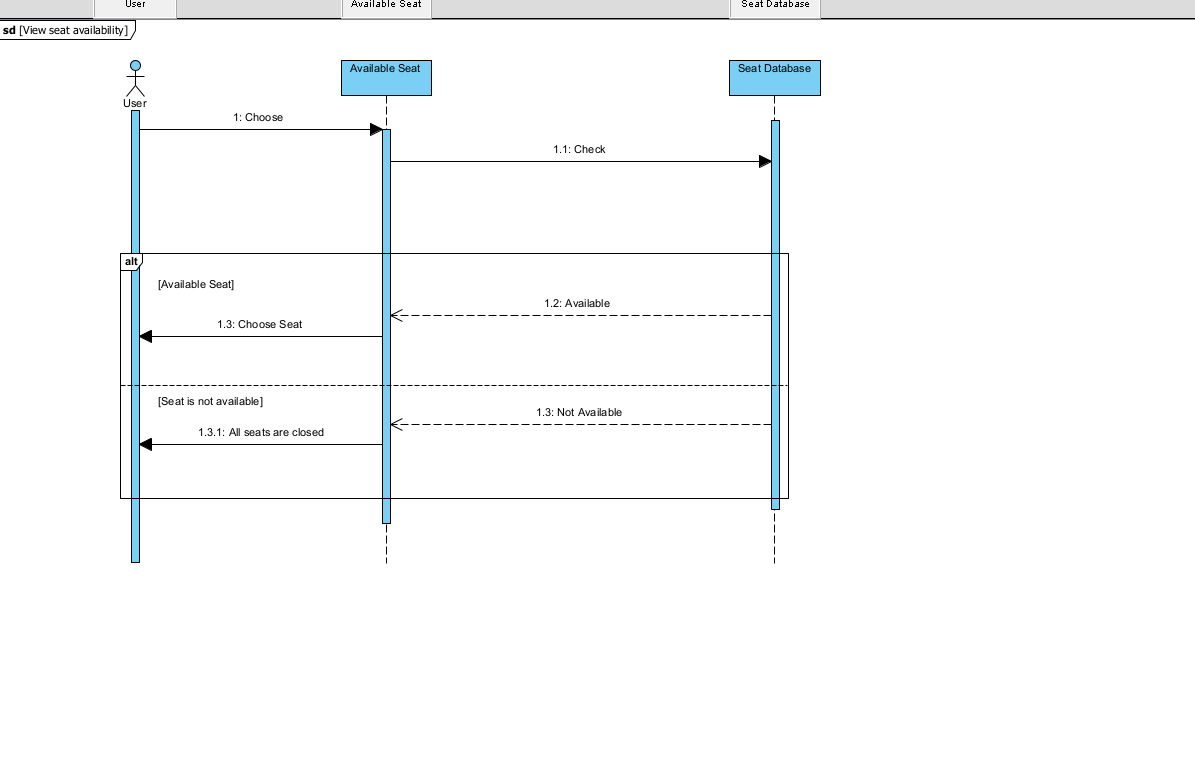 User
Available Seat
Seat Database
sd [View seat availability]
Available Seat
Seat Database
User
1: Choose
1.1: Check
alt
[Available Seat]
1.2: Available
1.3: Choose Seat
[Seat is not available]
1.3: Not Available
1.3.1: All seats are closed